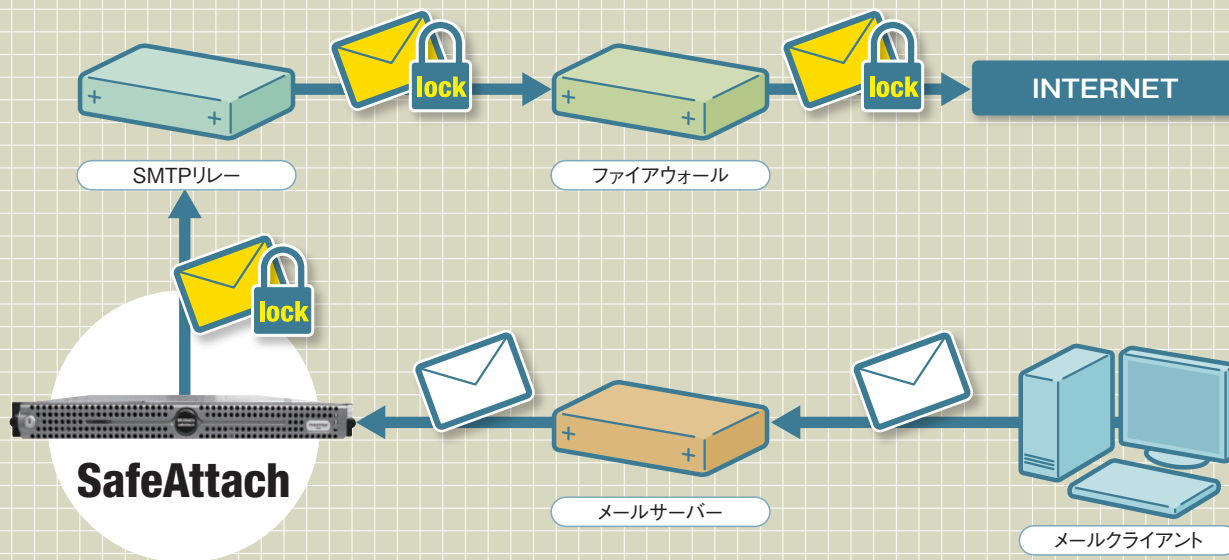 lock
lock
INTERNET
SMTPリレー
ファイアウォール
lock
SafeAttach
メールサーバー
メールクライアント